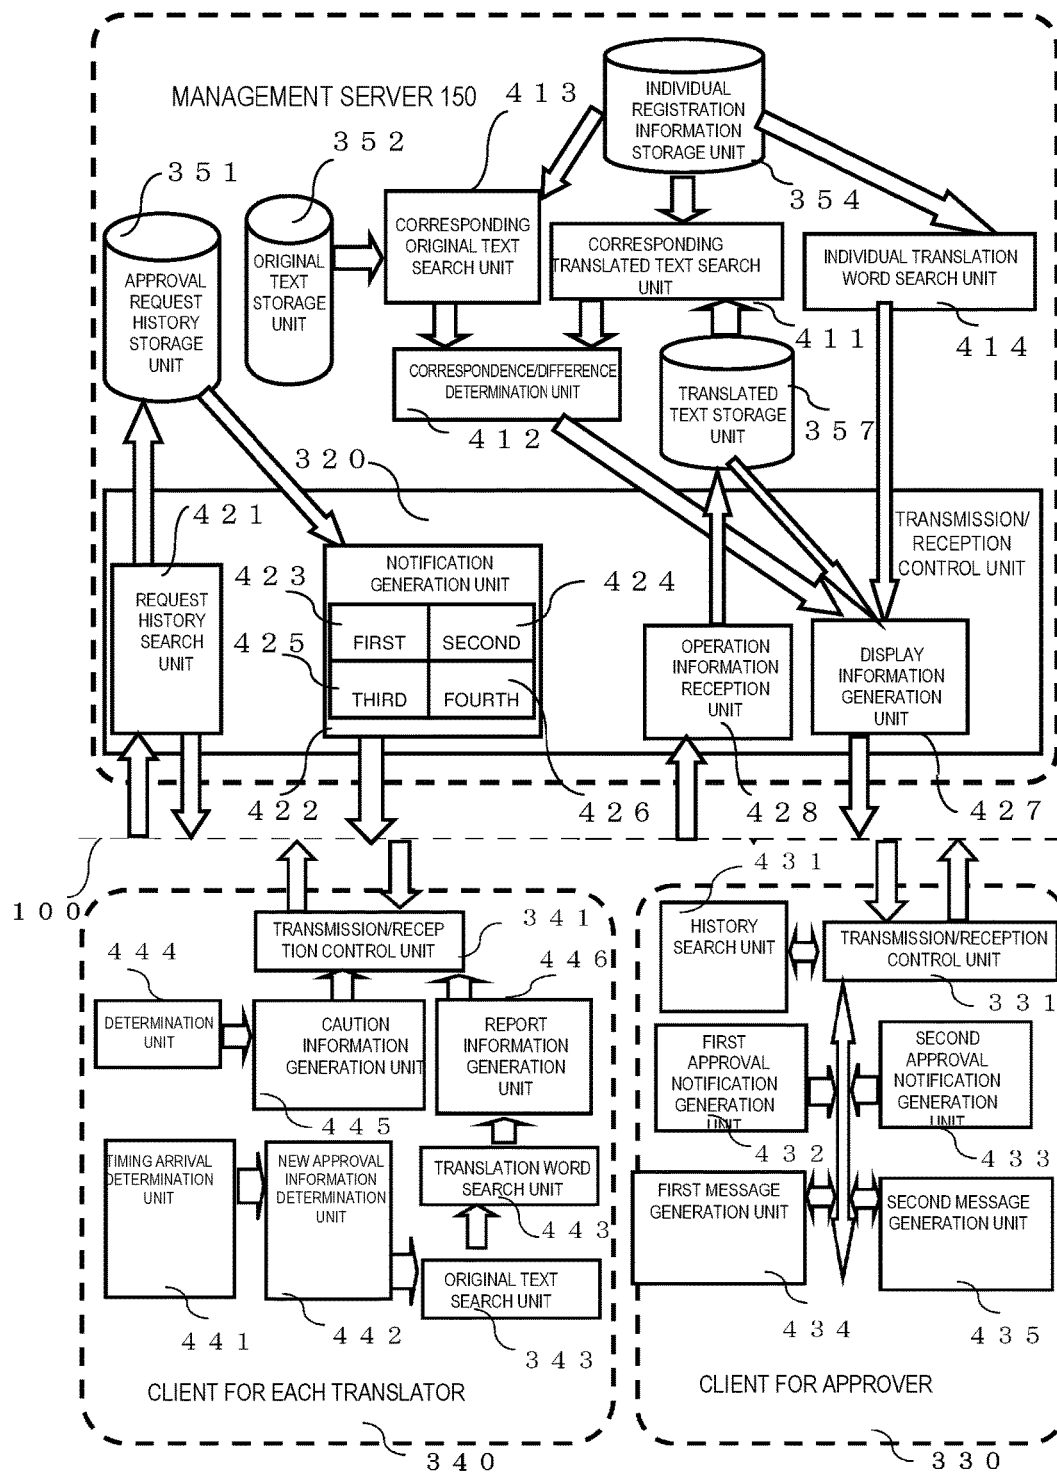 MANAGEMENT SERVER 150
413
INDIVIDUAL
REGISTRATION
INFORMATION
STORAGE UNIT
354
351
352
APPROVAL
REQUEST
HISTORY
STORAGE
UNIT
ORIGINAL
TEXT
STORAGE
UNIT
CORRESPONDING
ORIGINAL TEXT
SEARCH UNIT
CORRESPONDING
TRANSLATED TEXT SEARCH
UNIT
411
INDIVIDUAL TRANSLATION
WORD SEARCH UNIT
414
CORRESPONDENCE/DIFFERENCE
DETERMINATION UNIT
412
TRANSLATED
TEXT STORAGE
UNIT
357
320
TRANSMISSION/
RECEPTION
CONTROL UNIT
421
REQUEST
HISTORY
SEARCH
UNIT
NOTIFICATION
GENERATION UNIT
423
424
FIRST
SECOND
425
THIRD
FOURTH
422
426
OPERATION
INFORMATION
RECEPTION
UNIT
428
DISPLAY
INFORMATION
GENERATION
UNIT
427
100
TRANSMISSION/RECEP
TION CONTROL UNIT
341
444
DETERMINATION
UNIT
CAUTION
INFORMATION
GENERATION UNIT
445
446
REPORT
INFORMATION
GENERATION
UNIT
TIMING ARRIVAL
DETERMINATION
UNIT
441
NEW APPROVAL
INFORMATION
DETERMINATION
UNIT
442
TRANSLATION WORD
SEARCH UNIT
443
ORIGINAL TEXT
SEARCH UNIT
343
CLIENT FOR EACH TRANSLATOR
340
431
HISTORY
SEARCH UNIT
TRANSMISSION/RECEPTION
CONTROL UNIT
331
FIRST
APPROVAL
NOTIFICATION
GENERATION
UNIT
432
SECOND
APPROVAL
NOTIFICATION
GENERATION
UNIT
433
FIRST MESSAGE
GENERATION UNIT
434
SECOND MESSAGE
GENERATION UNIT
435
CLIENT FOR APPROVER
330